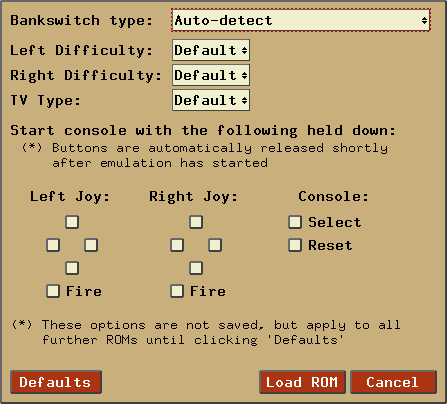 Bankswitch type: Auto-detect
Left Difficulty: Default
Right Difficulty: Default
TV Type: Default
Start console with the following held down:
(*) Buttons are automatically released shortly
after emulation has started
Left Joy: Right Joy: Console:
Select
Reset
Fire Fire
(*) These options are not saved, but apply to all
further ROMs until clicking 'Defaults'
Defaults Load ROM Cancel